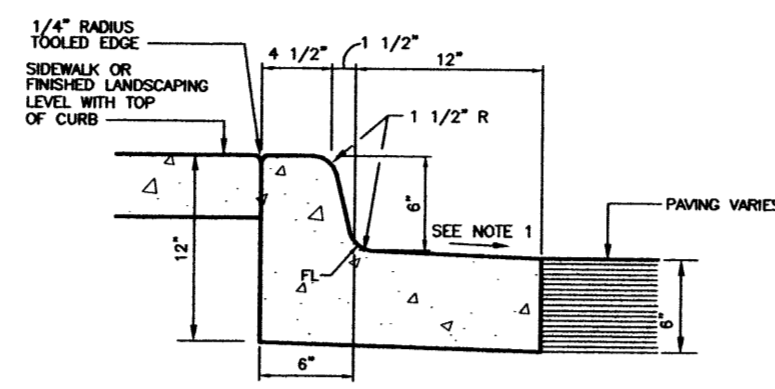 1/4" RADIUS
TOOLED EDGE
SIDEWALK OR
FINISHED LANDSCAPING
LEVEL WITH TOP
OF CURB
4 1/2"
1 1/2"
12"
1 1/2" R
6"
SEE NOTE 1
PAVING VARIES
12"
FL
6"
6"